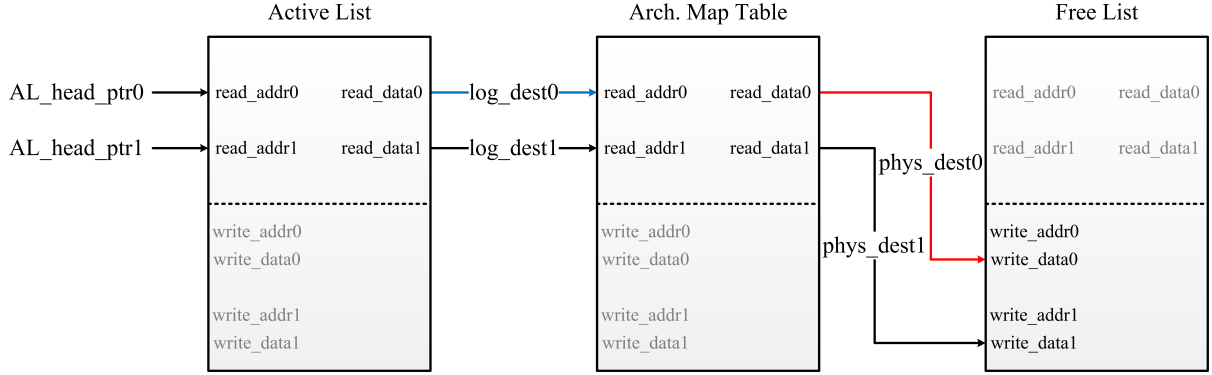 Active List
Arch. Map Table
Free List
AL_head_ptr0
read_addr0
read_data0
log_dest0
read_addr0
read_data0
read_addr0
read_data0
AL_head_ptr1
read_addr1
read_data1
log_dest1
read_addr1
read_data1
read_addr1
read_data1
phys_dest0
write_addr0
write_addr0
write_addr0
phys_dest1
write_data0
write_data0
write_data0
write_addr1
write_addr1
write_addr1
write_data1
write_data1
write_data1